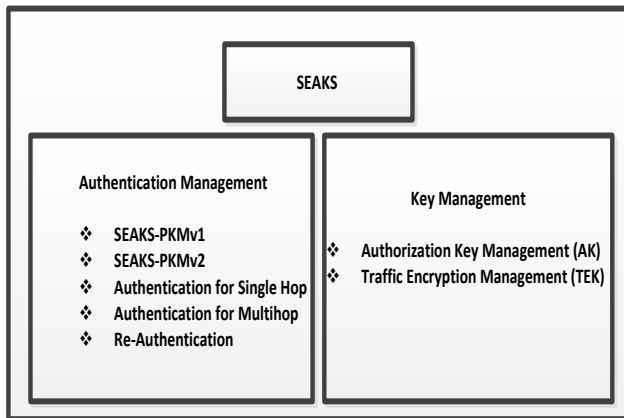 SEAKS
Authentication Management
❖ SEAKS-PKMv1
❖ SEAKS-PKMv2
❖ Authentication for Single Hop
❖ Authentication for Multihop
❖ Re-Authentication
Key Management
❖ Authorization Key Management (AK)
❖ Traffic Encryption Management (TEK)